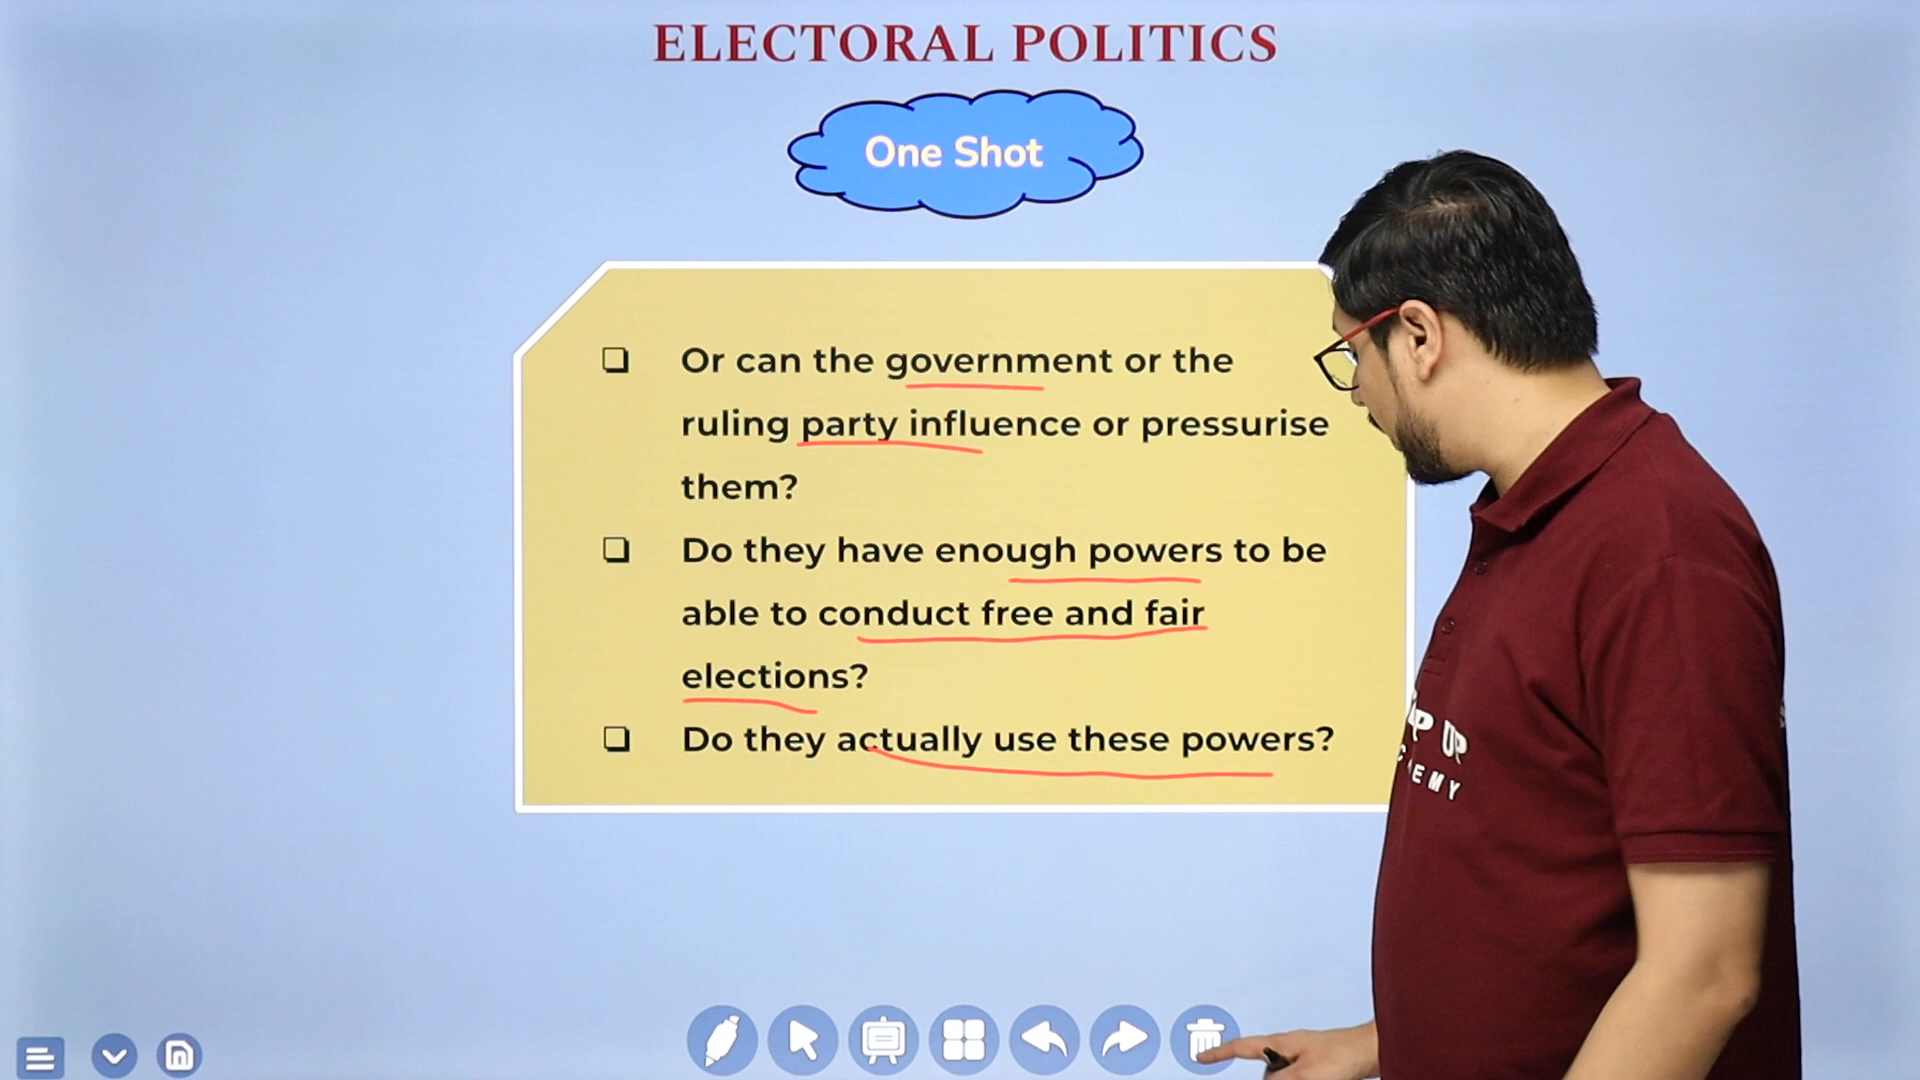 ELECTORAL POLITICS
One Shot
❑ Or can the government or the
ruling party influence or pressurise
them?
❑ Do they have enough powers to be
able to conduct free and fair
elections?
❑ Do they actually use these powers?
UP